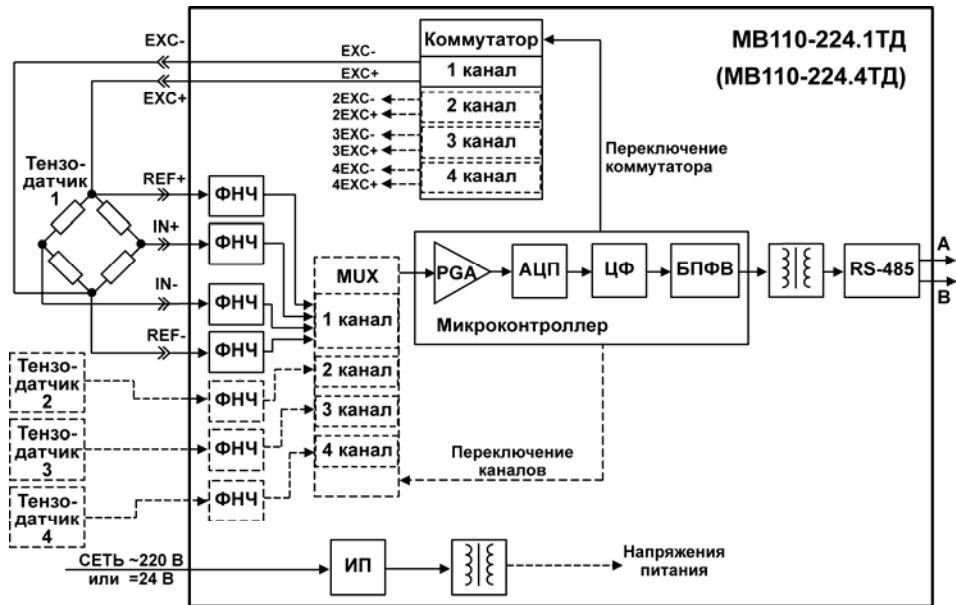 МВ110-224.1ТД
(МВ110-224.4ТД)
EXC-
EXC+
EXC-
EXC+
Коммутатор
1 канал
2 канал
3 канал
4 канал
2EXC-
2EXC+
3EXC-
3EXC+
4EXC-
4EXC+
Переключение
коммутатора
Тензо-
датчик
1
REF+
IN+
IN-
REF-
ФНЧ
ФНЧ
ФНЧ
ФНЧ
MUX
1 канал
2 канал
3 канал
4 канал
PGA
АЦП
ЦФ
БПФВ
Микроконтроллер
RS-485
A
B
Тензо-
датчик
2
Тензо-
датчик
3
Тензо-
датчик
4
ФНЧ
ФНЧ
ФНЧ
Переключение
каналов
СЕТЬ ~220 В
или =24 В
ИП
Напряжения
питания